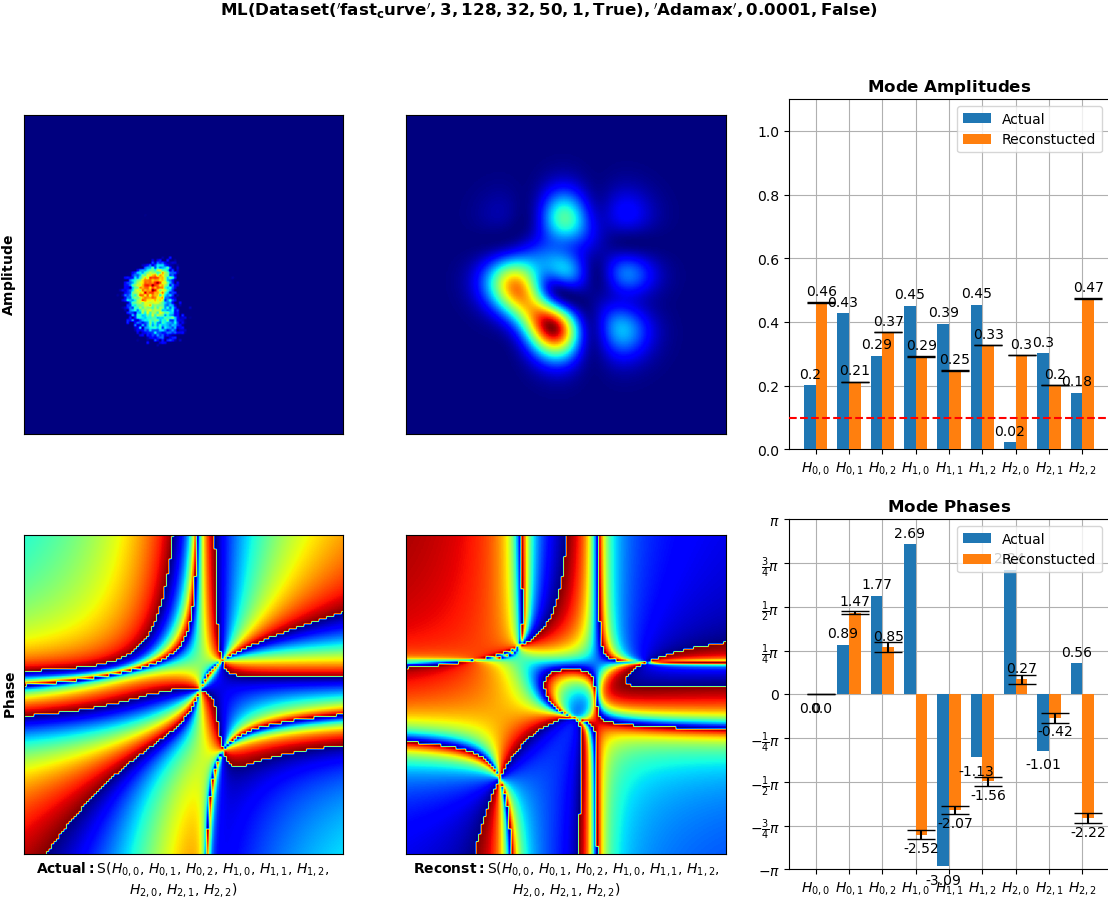 ML(Dataset('fast_curve', 3, 128, 32, 50, 1, True), 'Adamax', 0.0001, False)
Amplitude
Mode Amplitudes
Actual
Reconstucted
1.0
0.8
0.6
0.4
0.2
0.0
0.2 0.43 0.29 0.45 0.39 0.45 0.02 0.3 0.18
0.46 0.21 0.37 0.29 0.25 0.33 0.3 0.2 0.47
H0,0 H0,1 H0,2 H1,0 H1,1 H1,2 H2,0 H2,1 H2,2
Phase
Actual: S(H0,0, H0,1, H0,2, H1,0, H1,1, H1,2,
H2,0, H2,1, H2,2)
Reconst: S(H0,0, H0,1, H0,2, H1,0, H1,1, H1,2,
H2,0, H2,1, H2,2)
Mode Phases
Actual
Reconstucted
π
3/4π
1/2π
1/4π
0
−1/4π
−1/2π
−3/4π
−π
0.0 0.89 1.77 2.69 -3.09 -1.13 -1.01 0.56
0.0 1.47 0.85 -2.52 -2.07 -1.56 0.27 -0.42 -2.22
H0,0 H0,1 H0,2 H1,0 H1,1 H1,2 H2,0 H2,1 H2,2